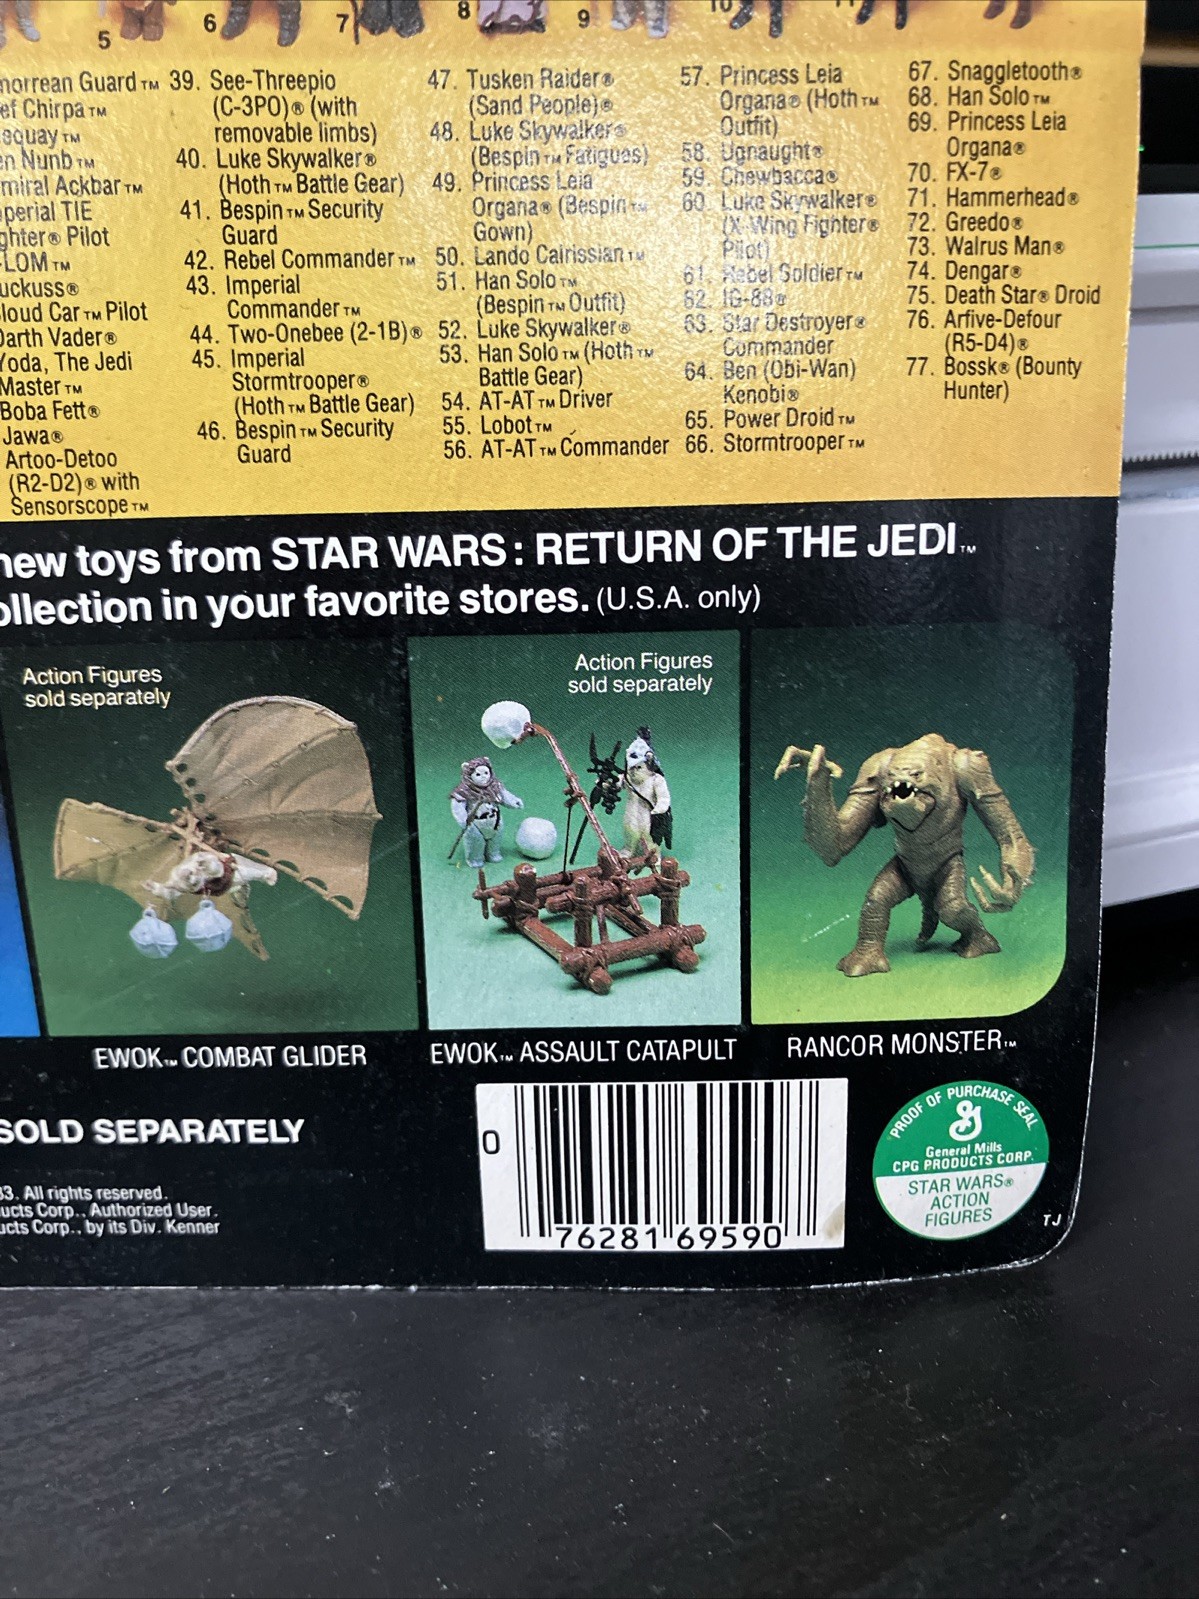 5
6
7
8
9
10
Guard™
ef Chirpa™
Nunb™
Ackbar™
TIE
Pilot
LOM™
Car™ Pilot
Darth Vader®
Yoda, The Jedi
Master™
Boba Fett®
Jawa®
Artoo-Detoo
(R2-D2)® with
Sensorscope™
39. See-Threepio
(C-3PO)® (with
removable limbs)
40. Luke Skywalker®
(Hoth™ Battle Gear)
41. Bespin™ Security
Guard
42. Rebel Commander™
43. Imperial
Commander™
44. Two-Onebee (2-1B)®
45. Imperial
Stormtrooper®
(Hoth™ Battle Gear)
46. Bespin™ Security
Guard
47. Tusken Raider®
(Sand People)®
48. Luke Skywalker®
(Bespin™ Fatigues)
49. Princess Leia
Organa® (Bespin™
Gown)
50. Lando Calrissian™
51. Han Solo™
(Bespin™ Outfit)
52. Luke Skywalker®
53. Han Solo™ (Hoth™
Battle Gear)
54. AT-AT™ Driver
55. Lobot™
56. AT-AT™ Commander
57. Princess Leia
Organa® (Hoth™
Outfit)
58. Ugnaught®
59. Chewbacca®
60. Luke Skywalker®
(X-Wing Fighter®
Pilot)
61. Rebel Soldier™
62. IG-88®
63. Star Destroyer®
Commander
64. Ben (Obi-Wan)
Kenobi®
65. Power Droid™
66. Stormtrooper™
67. Snaggletooth®
68. Han Solo™
69. Princess Leia
Organa®
70. FX-7®
71. Hammerhead®
72. Greedo®
73. Walrus Man®
74. Dengar®
75. Death Star® Droid
76. Arfive-Defour
(R5-D4)®
77. Bossk® (Bounty
Hunter)
new toys from STAR WARS: RETURN OF THE JEDI™
ollection in your favorite stores. (U.S.A. only)
Action Figures
sold separately
Action Figures
sold separately
EWOK™ COMBAT GLIDER
EWOK™ ASSAULT CATAPULT
RANCOR MONSTER™
SOLD SEPARATELY
83. All rights reserved.
ucts Corp., Authorized User.
ucts Corp., by its Div. Kenner
0
76281 69590
PROOF OF PURCHASE SEAL
General Mills
CPG PRODUCTS CORP.
STAR WARS®
ACTION
FIGURES
TJ